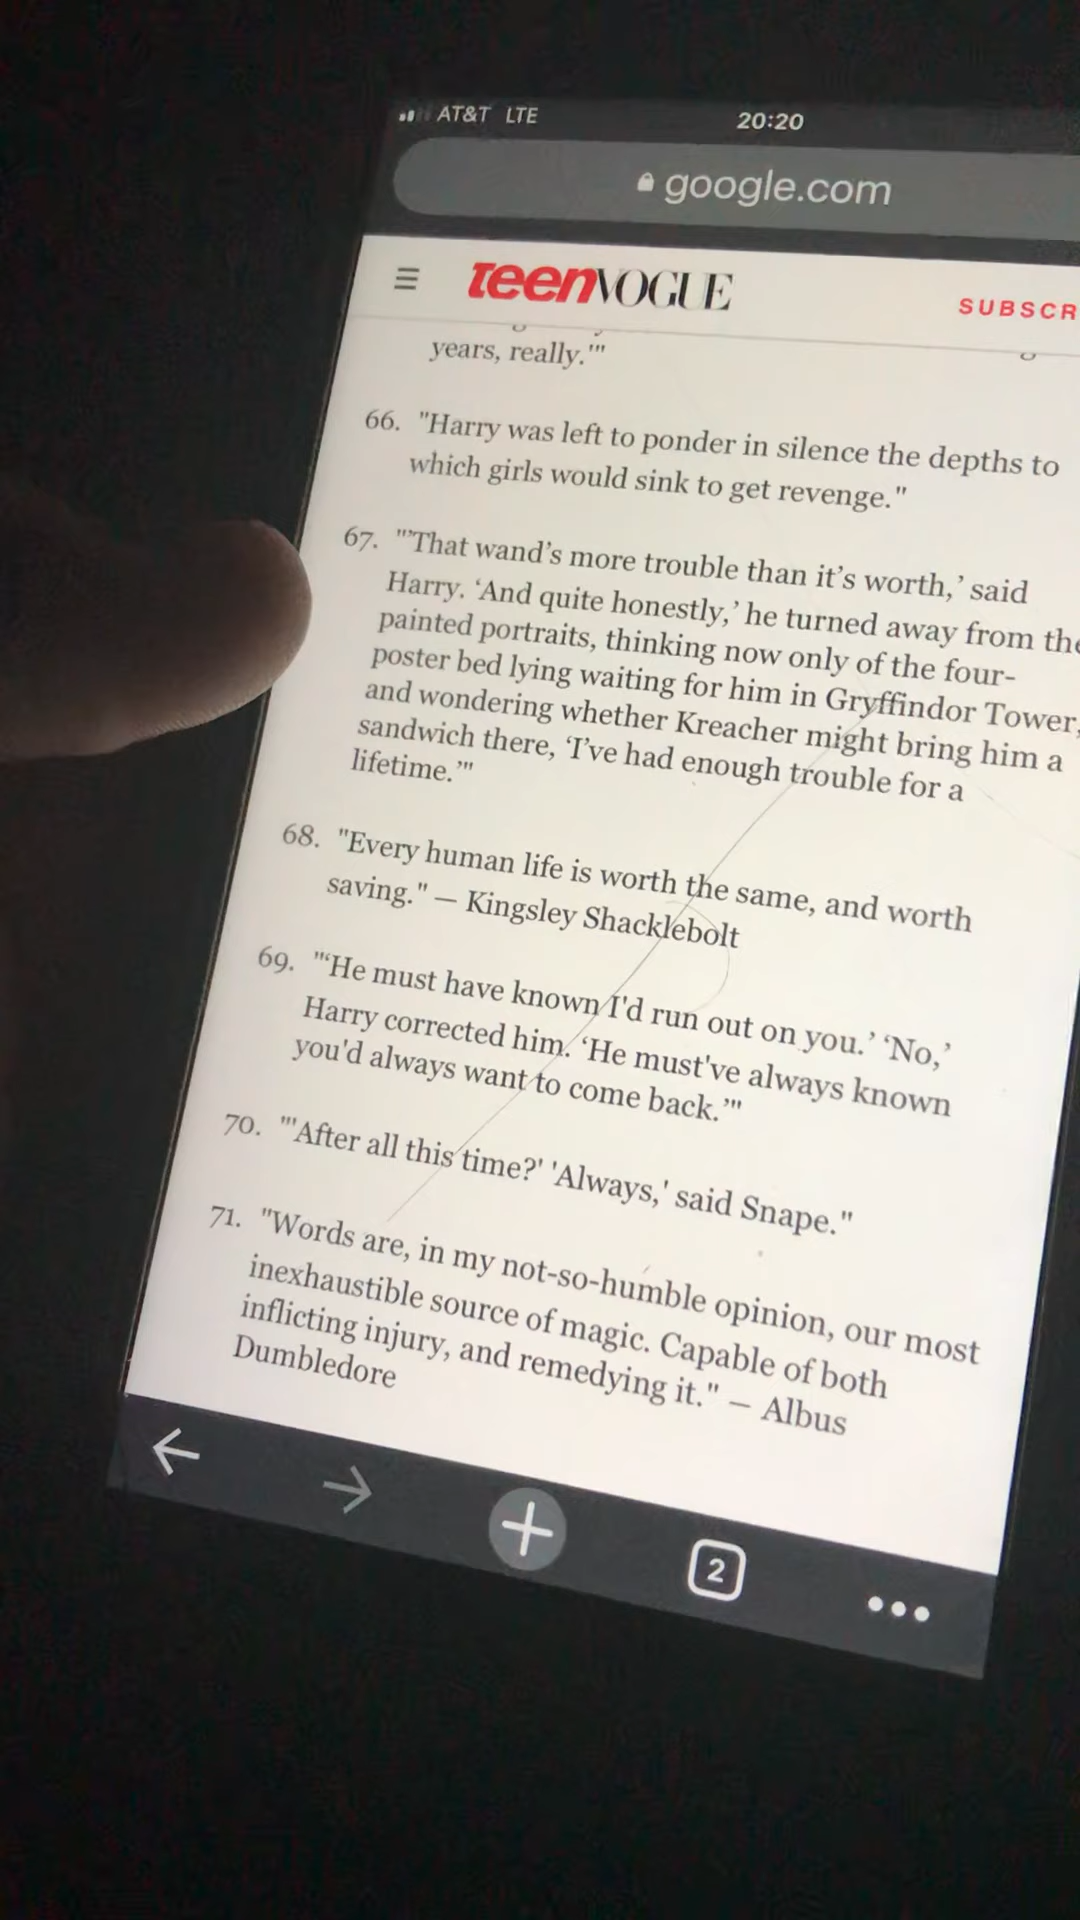 AT&T LTE 20:20
google.com
teenVOGUE
SUBSCR
years, really.'"
66. "Harry was left to ponder in silence the depths to
which girls would sink to get revenge."
67. "’That wand’s more trouble than it’s worth,’ said
Harry. ‘And quite honestly,’ he turned away from the
painted portraits, thinking now only of the four-
poster bed lying waiting for him in Gryffindor Tower,
and wondering whether Kreacher might bring him a
sandwich there, ‘I’ve had enough trouble for a
lifetime.’"
68. "Every human life is worth the same, and worth
saving." — Kingsley Shacklebolt
69. "‘He must have known I'd run out on you.’ ‘No,’
Harry corrected him. ‘He must've always known
you'd always want to come back.’"
70. "'After all this time?' 'Always,' said Snape."
71. "Words are, in my not-so-humble opinion, our most
inexhaustible source of magic. Capable of both
inflicting injury, and remedying it." — Albus
Dumbledore
2